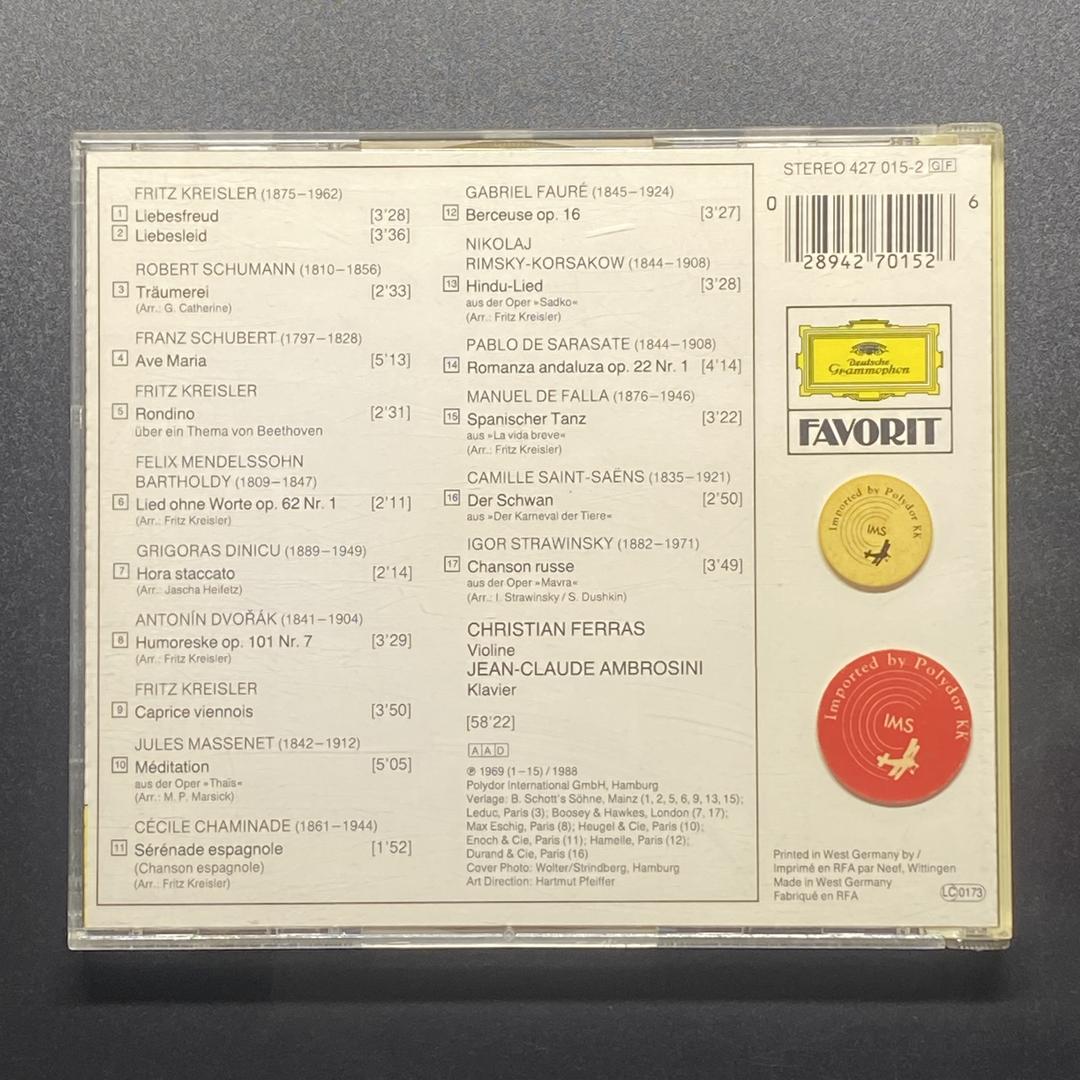 FRITZ KREISLER (1875–1962)
1 Liebesfreud [3'28]
2 Liebesleid [3'36]
ROBERT SCHUMANN (1810–1856)
3 Träumerei [2'33]
(Arr.: G. Catherine)
FRANZ SCHUBERT (1797–1828)
4 Ave Maria [5'13]
FRITZ KREISLER
5 Rondino [2'31]
über ein Thema von Beethoven
FELIX MENDELSSOHN
BARTHOLDY (1809–1847)
6 Lied ohne Worte op. 62 Nr. 1 [2'11]
(Arr.: Fritz Kreisler)
GRIGORAS DINICU (1889–1949)
7 Hora staccato [2'14]
(Arr.: Jascha Heifetz)
ANTONÍN DVOŘÁK (1841–1904)
8 Humoreske op. 101 Nr. 7 [3'29]
(Arr.: Fritz Kreisler)
FRITZ KREISLER
9 Caprice viennois [3'50]
JULES MASSENET (1842–1912)
10 Méditation [5'05]
aus der Oper »Thaïs«
(Arr.: M. P. Marsick)
CÉCILE CHAMINADE (1861–1944)
11 Sérénade espagnole [1'52]
(Chanson espagnole)
(Arr.: Fritz Kreisler)
GABRIEL FAURÉ (1845–1924)
12 Berceuse op. 16 [3'27]
NIKOLAJ
RIMSKY-KORSAKOW (1844–1908)
13 Hindu-Lied [3'28]
aus der Oper »Sadko«
(Arr.: Fritz Kreisler)
PABLO DE SARASATE (1844–1908)
14 Romanza andaluza op. 22 Nr. 1 [4'14]
MANUEL DE FALLA (1876–1946)
15 Spanischer Tanz [3'22]
aus »La vida breve«
(Arr.: Fritz Kreisler)
CAMILLE SAINT-SAËNS (1835–1921)
16 Der Schwan [2'50]
aus »Der Karneval der Tiere«
IGOR STRAWINSKY (1882–1971)
17 Chanson russe [3'49]
aus der Oper »Mavra«
(Arr.: I. Strawinsky / S. Dushkin)
CHRISTIAN FERRAS
Violine
JEAN-CLAUDE AMBROSINI
Klavier
[58'22]
AAD
℗ 1969 (1–15) / 1988
Polydor International GmbH, Hamburg
Verlage: B. Schott's Söhne, Mainz (1, 2, 5, 6, 9, 13, 15);
Leduc, Paris (3); Boosey & Hawkes, London (7, 17);
Max Eschig, Paris (8); Heugel & Cie, Paris (10);
Enoch & Cie, Paris (11); Hamelle, Paris (12);
Durand & Cie, Paris (16)
Cover Photo: Wolter/Strindberg, Hamburg
Art Direction: Hartmut Pfeiffer
STEREO 427 015-2 GF
0 28942 70152 6
Deutsche
Grammophon
FAVORIT
Imported by Polydor KK
IMS
Imported by Polydor KK
IMS
Printed in West Germany by /
Imprimé en RFA par Neef, Wittingen
Made in West Germany
Fabriqué en RFA
LC 0173